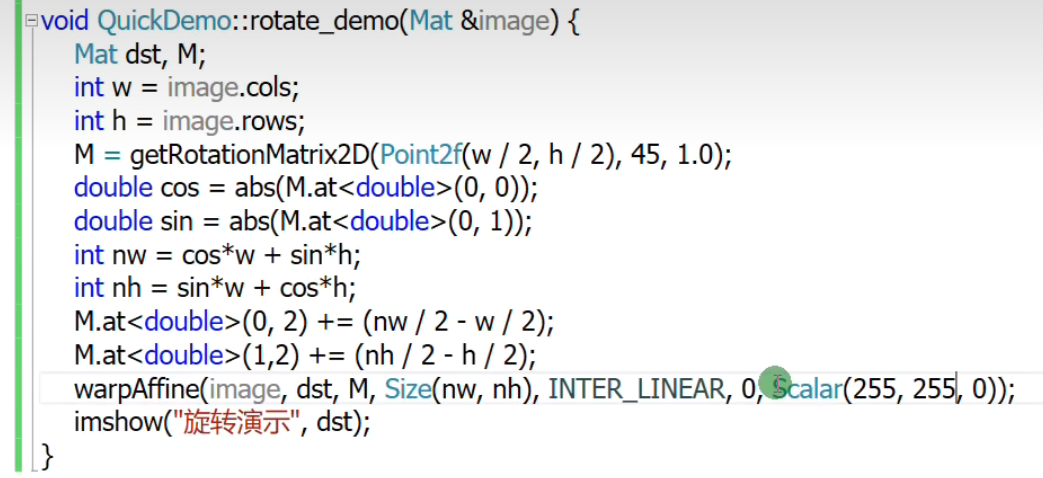 void QuickDemo::rotate_demo(Mat &image) {
Mat dst, M;
int w = image.cols;
int h = image.rows;
M = getRotationMatrix2D(Point2f(w / 2, h / 2), 45, 1.0);
double cos = abs(M.at<double>(0, 0));
double sin = abs(M.at<double>(0, 1));
int nw = cos*w + sin*h;
int nh = sin*w + cos*h;
M.at<double>(0, 2) += (nw / 2 - w / 2);
M.at<double>(1,2) += (nh / 2 - h / 2);
warpAffine(image, dst, M, Size(nw, nh), INTER_LINEAR, 0, Scalar(255, 255, 0));
imshow("旋转演示", dst);
}